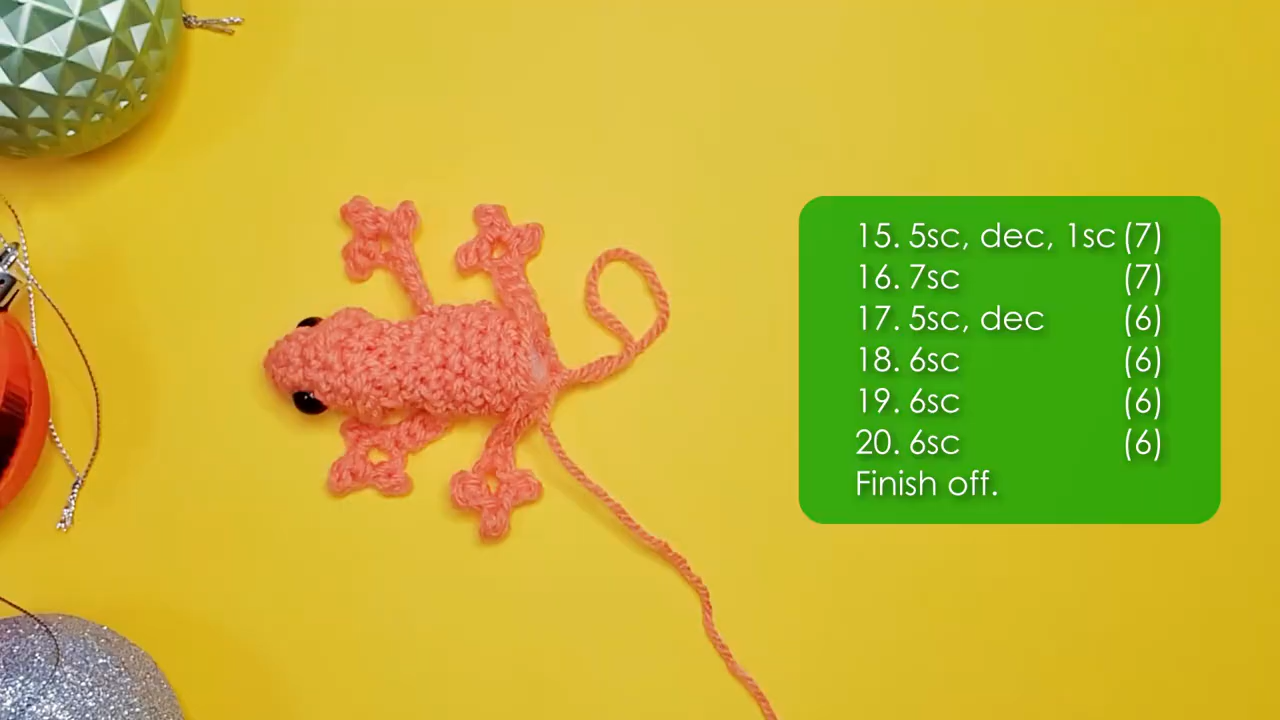 15. 5sc, dec, 1sc (7)
16. 7sc (7)
17. 5sc, dec (6)
18. 6sc (6)
19. 6sc (6)
20. 6sc (6)
Finish off.